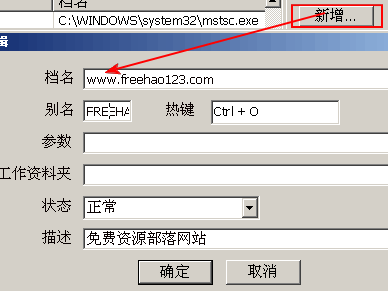 档名
C:\WINDOWS\system32\mstsc.exe
新增...
辑
档名 www.freehao123.com
别名 FREEHA 热键 Ctrl + O
参数
工作资料夹
状态 正常
描述 免费资源部落网站
确定 取消